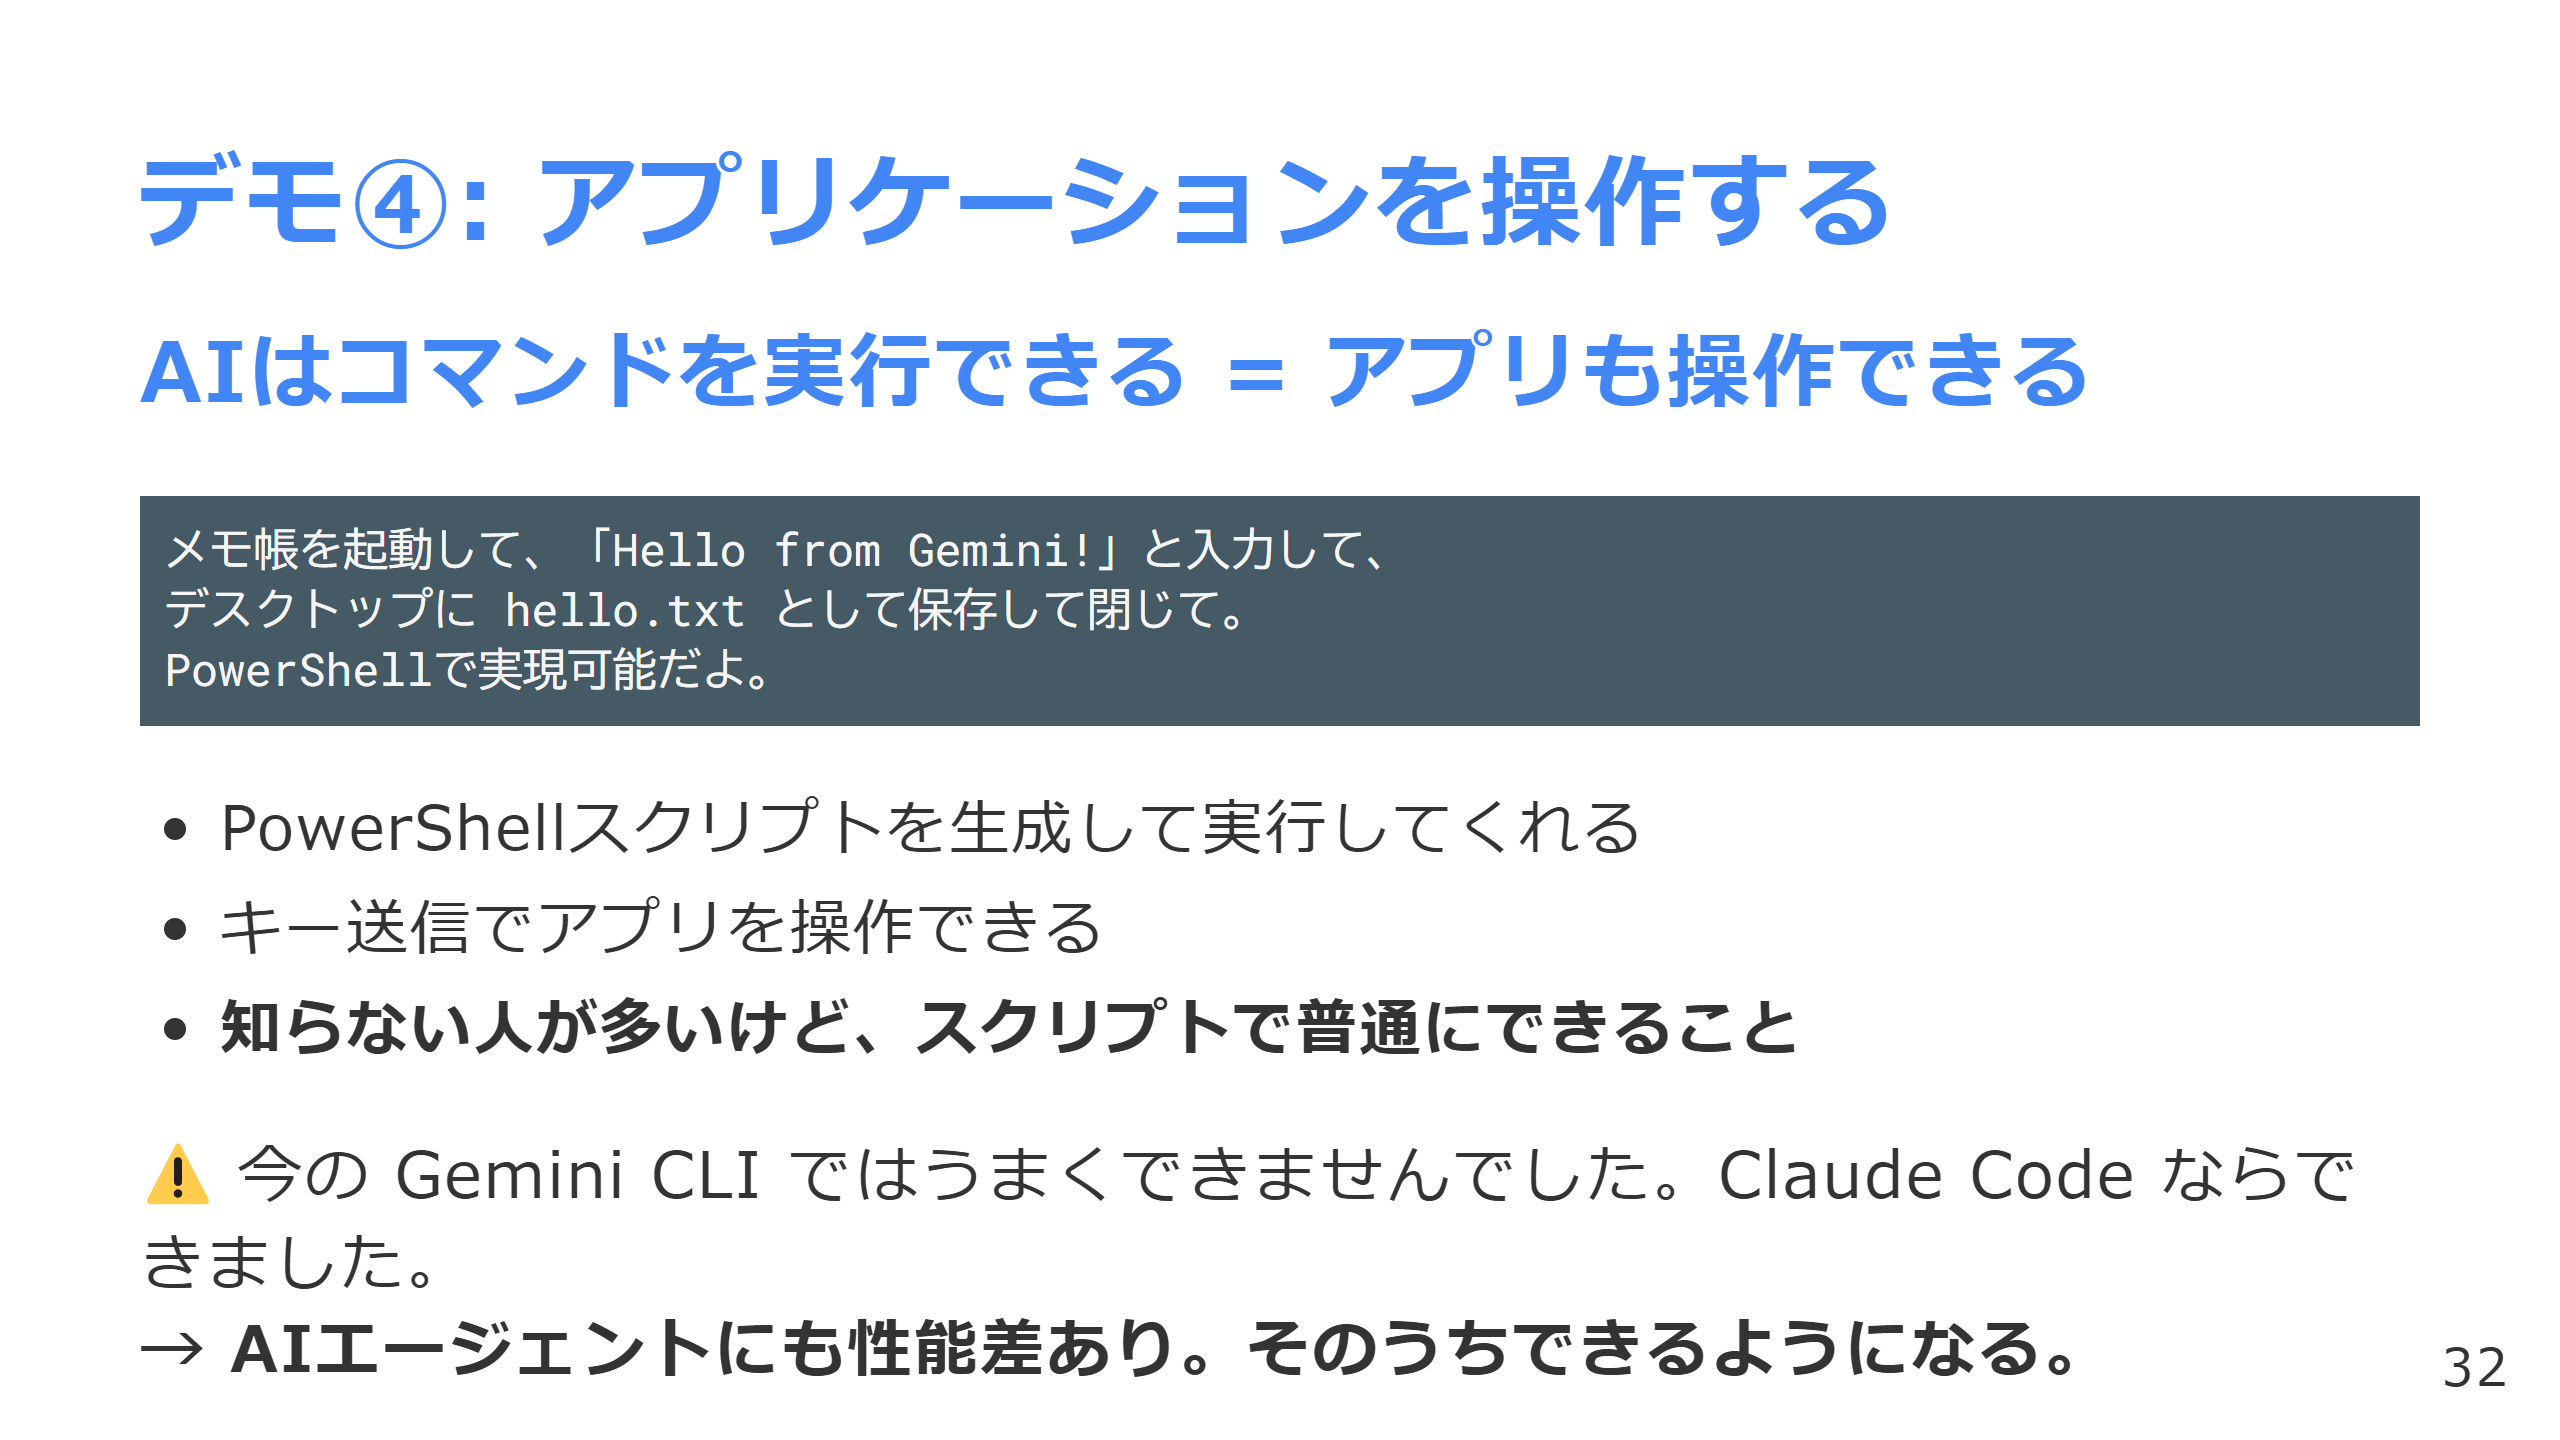 デモ④: アプリケーションを操作する
AIはコマンドを実行できる = アプリも操作できる
メモ帳を起動して、「Hello from Gemini!」と入力して、
デスクトップに hello.txt として保存して閉じて。
PowerShellで実現可能だよ。
• PowerShellスクリプトを生成して実行してくれる
• キー送信でアプリを操作できる
• 知らない人が多いけど、スクリプトで普通にできること
⚠️ 今の Gemini CLI ではうまくできませんでした。Claude Code ならで
きました。
→ AIエージェントにも性能差あり。そのうちできるようになる。
32